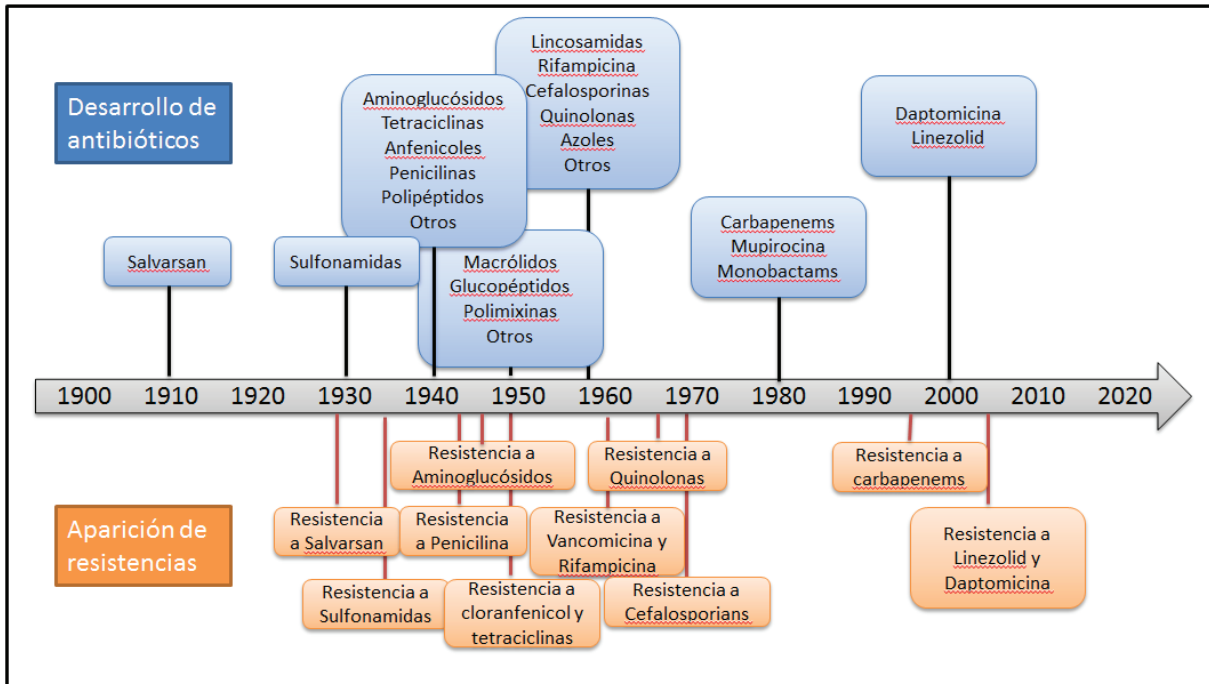 Desarrollo de
antibióticos
Salvarsan
Sulfonamidas
Aminoglucósidos
Tetraciclinas
Anfenicoles
Penicilinas
Polipéptidos
Otros
Macrólidos
Glucopéptidos
Polimixinas
Otros
Lincosamidas
Rifampicina
Cefalosporinas
Quinolonas
Azoles
Otros
Carbapenems
Mupirocina
Monobactams
Daptomicina
Linezolid
1900 1910 1920 1930 1940 1950 1960 1970 1980 1990 2000 2010 2020
Aparición de
resistencias
Resistencia
a Salvarsan
Resistencia a
Sulfonamidas
Resistencia a
Aminoglucósidos
Resistencia
a Penicilina
Resistencia a
cloranfenicol y
tetraciclinas
Resistencia a
Vancomicina y
Rifampicina
Resistencia a
Quinolonas
Resistencia a
Cefalosporians
Resistencia a
carbapenems
Resistencia a
Linezolid y
Daptomicina